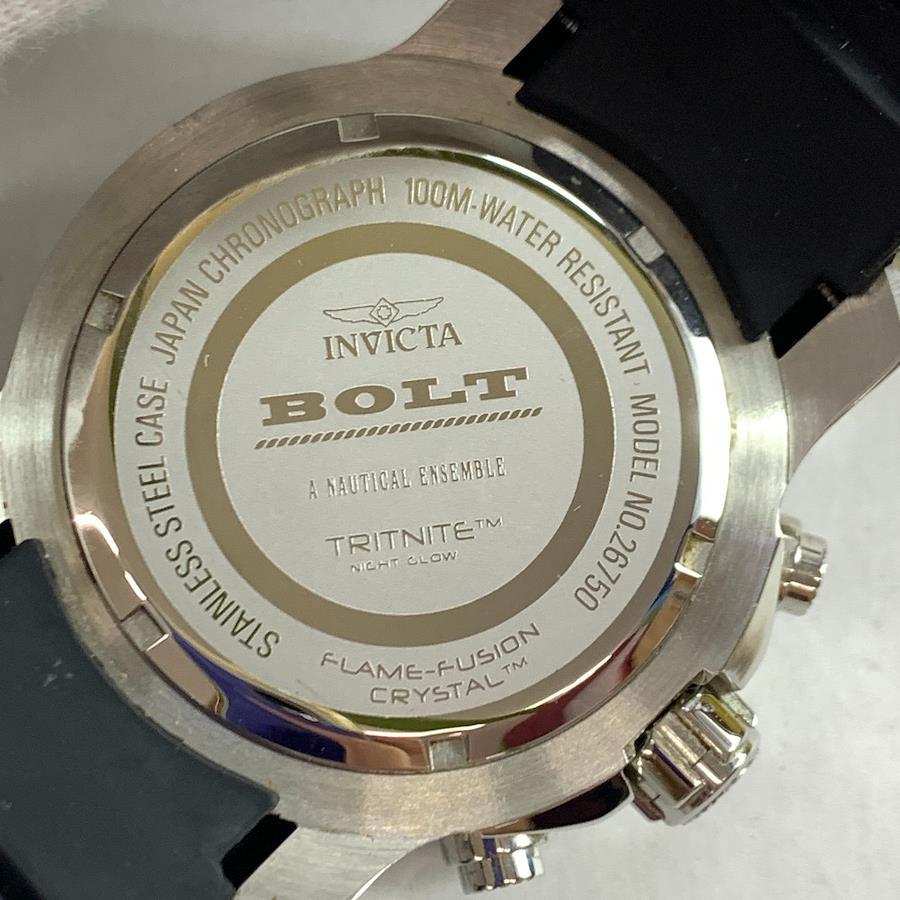 STAINLESS STEEL CASE JAPAN CHRONOGRAPH 100M-WATER RESISTANT · MODEL NO.26750
INVICTA
BOLT
A NAUTICAL ENSEMBLE
TRITNITE™
NIGHT GLOW
FLAME-FUSION
CRYSTAL™